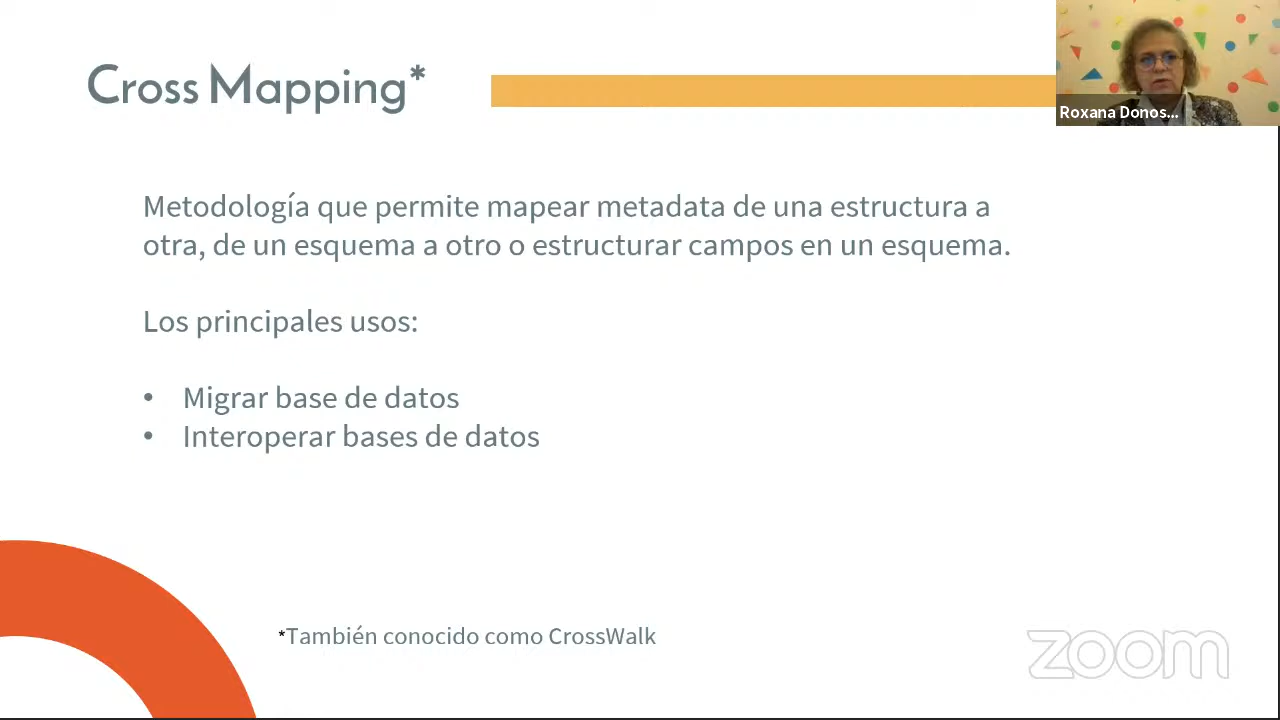 Cross Mapping*
Roxana Donos...
Metodología que permite mapear metadata de una estructura a
otra, de un esquema a otro o estructurar campos en un esquema.
Los principales usos:
• Migrar base de datos
• Interoperar bases de datos
*También conocido como CrossWalk
zoom